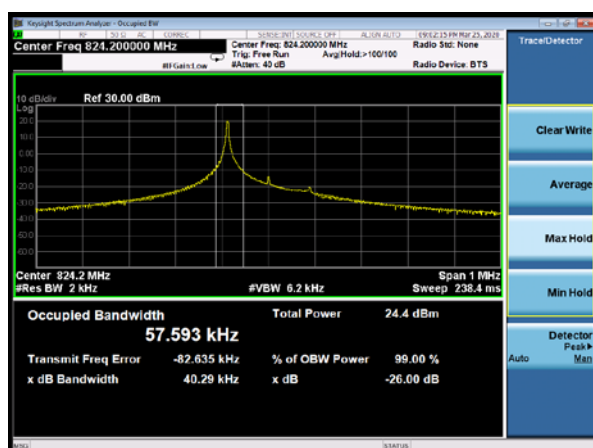 Keysight Spectrum Analyzer - Occupied BW
RF 50 Ω AC CORREC SENSE:INT SOURCE OFF ALIGN AUTO 09:02:15 PM Mar 25, 2020
Center Freq 824.200000 MHz
Center Freq: 824.200000 MHz
Radio Std: None
Trig: Free Run Avg|Hold:>100/100
#IFGain:Low #Atten: 40 dB Radio Device: BTS
Trace/Detector
10 dB/div Ref 30.00 dBm
Log
20.0
10.0
0.00
-10.0
-20.0
-30.0
-40.0
-50.0
-60.0
Clear Write
Average
Max Hold
Min Hold
Detector
Peak▶
Auto Man
Center 824.2 MHz Span 1 MHz
#Res BW 2 kHz #VBW 6.2 kHz Sweep 238.4 ms
Occupied Bandwidth Total Power 24.4 dBm
57.593 kHz
Transmit Freq Error -82.635 kHz % of OBW Power 99.00 %
x dB Bandwidth 40.29 kHz x dB -26.00 dB
MSG STATUS